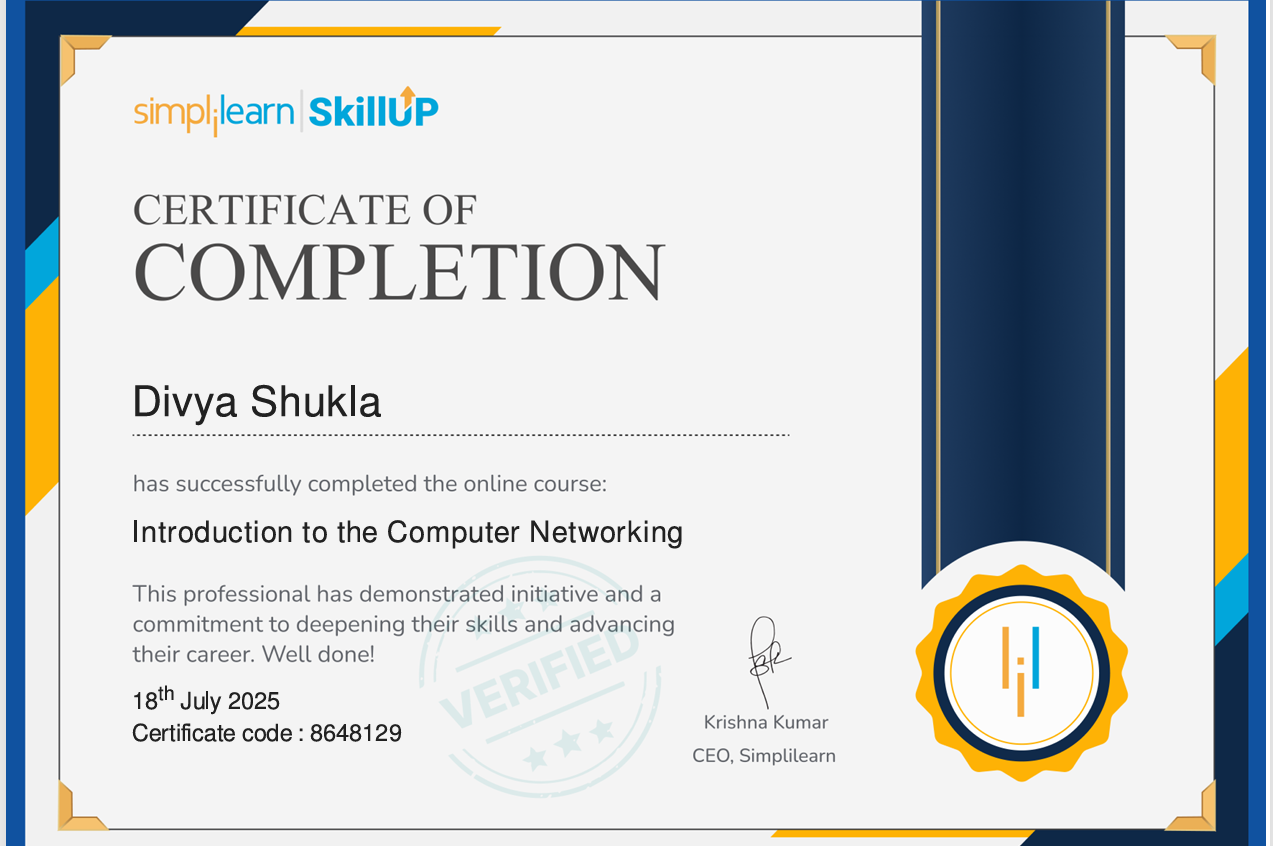 simplilearn | SkillUP
CERTIFICATE OF
COMPLETION
Divya Shukla
has successfully completed the online course:
Introduction to the Computer Networking
This professional has demonstrated initiative and a
commitment to deepening their skills and advancing
their career. Well done!
VERIFIED
18th July 2025
Certificate code : 8648129
Krishna Kumar
CEO, Simplilearn